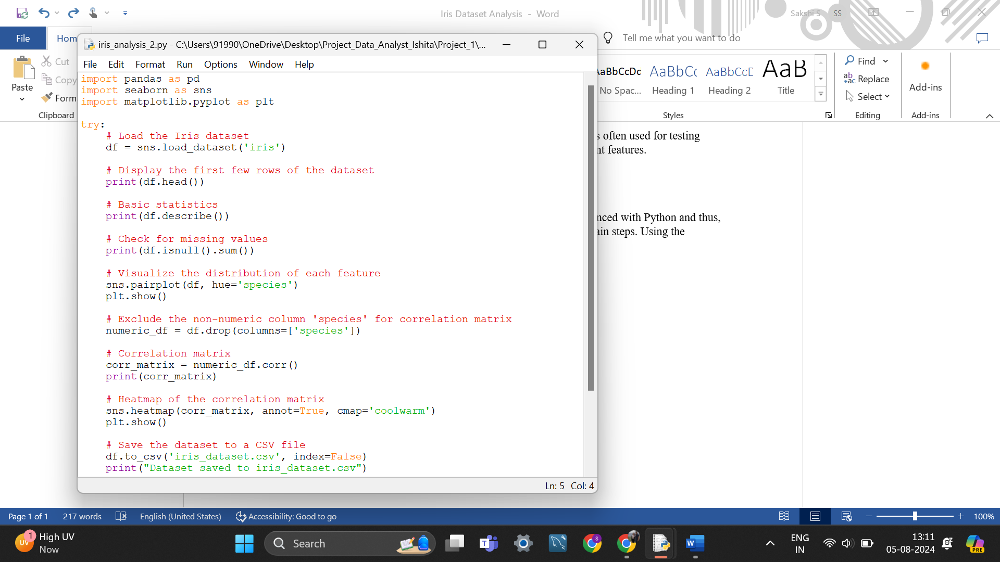 Iris Dataset Analysis - Word
Sakshi S
SS
File
Hom
Tell me what you want to do
Paste
Cut
Copy
Form
Clipboard
iris_analysis_2.py - C:\Users\91990\OneDrive\Desktop\Project_Data_Analyst_Ishita\Project_1\...
File Edit Format Run Options Window Help
import pandas as pd
import seaborn as sns
import matplotlib.pyplot as plt
try:
# Load the Iris dataset
df = sns.load_dataset('iris')
# Display the first few rows of the dataset
print(df.head())
# Basic statistics
print(df.describe())
# Check for missing values
print(df.isnull().sum())
# Visualize the distribution of each feature
sns.pairplot(df, hue='species')
plt.show()
# Exclude the non-numeric column 'species' for correlation matrix
numeric_df = df.drop(columns=['species'])
# Correlation matrix
corr_matrix = numeric_df.corr()
print(corr_matrix)
# Heatmap of the correlation matrix
sns.heatmap(corr_matrix, annot=True, cmap='coolwarm')
plt.show()
# Save the dataset to a CSV file
df.to_csv('iris_dataset.csv', index=False)
print("Dataset saved to iris_dataset.csv")
Ln: 5 Col: 4
AaBbCcDc AaBbCc AaBbCcD AaB
No Spac... Heading 1 Heading 2 Title
Styles
Find
Replace
Select
Editing
Add-ins
Add-ins
s often used for testing
nt features.
nced with Python and thus,
ain steps. Using the
Page 1 of 1 217 words English (United States) Accessibility: Good to go
100%
UV
1
High UV
Now
Search
ENG
IN
13:11
05-08-2024
PRE